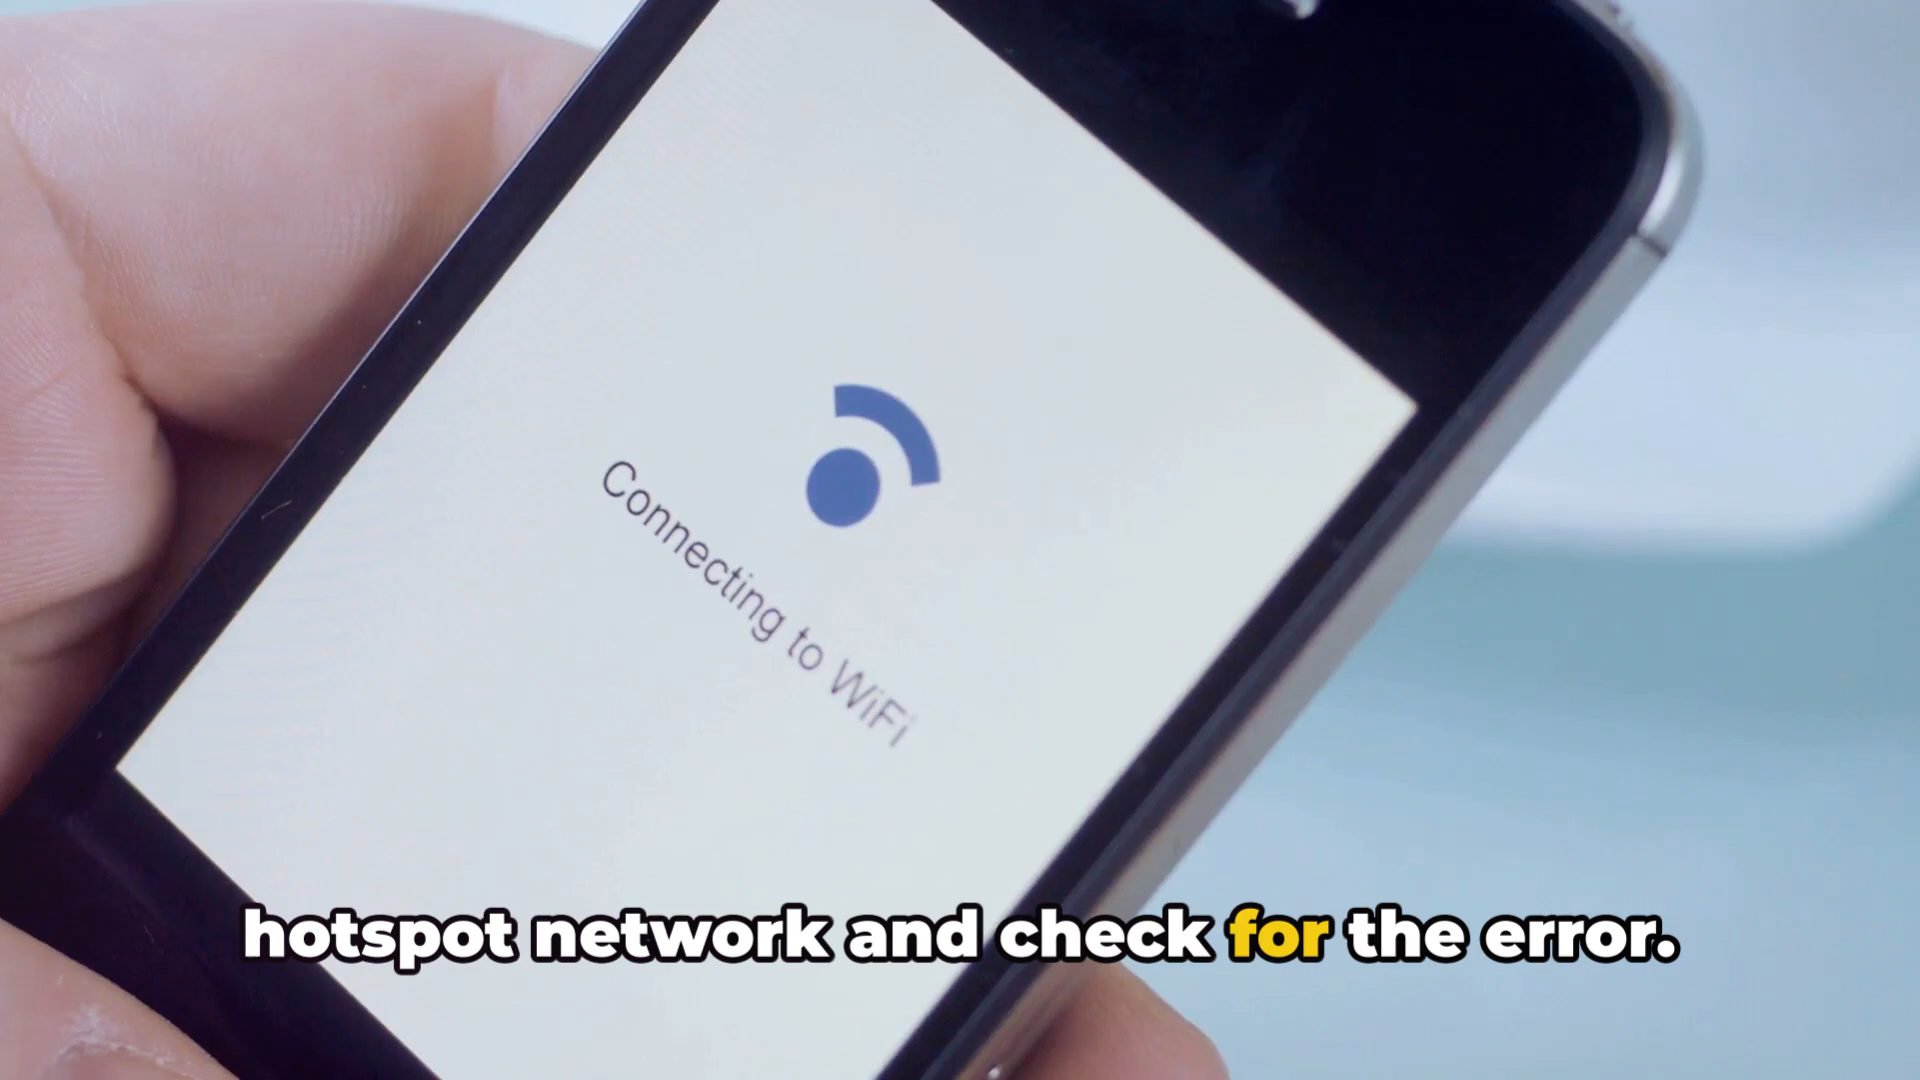 Connecting to WiFi
hotspot network and check for the error.